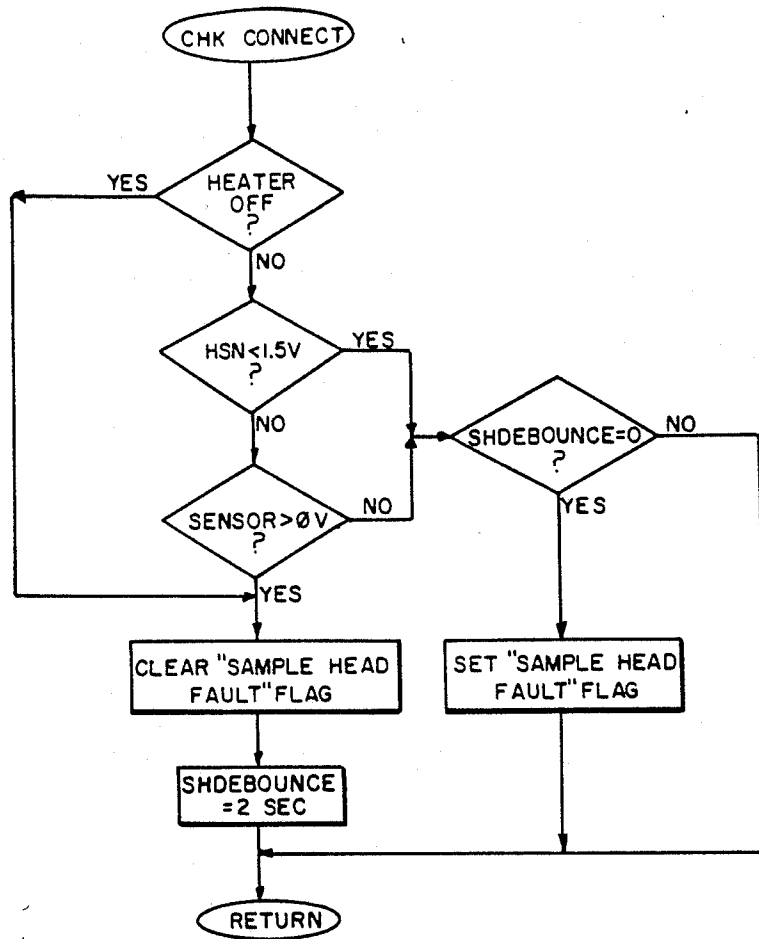 CHK CONNECT
YES
HEATER
OFF
?
NO
HSN<1.5V
?
YES
NO
SHDEBOUNCE=0
?
NO
YES
SENSOR>ØV
?
NO
YES
CLEAR "SAMPLE HEAD
FAULT" FLAG
SET "SAMPLE HEAD
FAULT" FLAG
SHDEBOUNCE
=2 SEC
RETURN